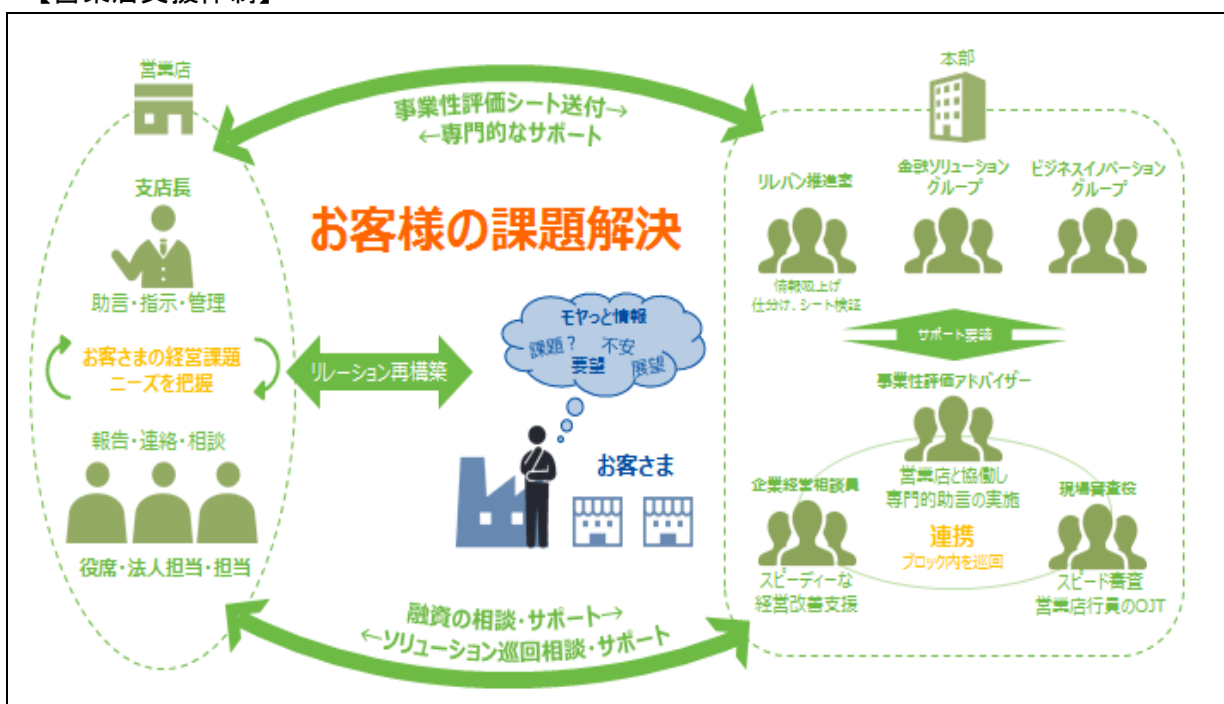 営業店
本部
事業性評価シート送付→
←専門的なサポート
支店長
助言・指示・管理
お客さまの経営課題
ニーズを把握
報告・連絡・相談
役席・法人担当・担当
お客様の課題解決
リレーション再構築
モヤっと情報
課題?
不安
要望
展望
お客さま
リレバン推進室
情報吸上げ
仕分け、シート検証
金融ソリューション
グループ
ビジネスイノベーション
グループ
サポート要請
事業性評価アドバイザー
営業店と協働し
専門的助言の実施
企業経営相談員
スピーディーな
経営改善支援
連携
ブロック内を巡回
現場審査役
スピード審査
営業店行員のOJT
融資の相談・サポート→
←ソリューション巡回相談・サポート